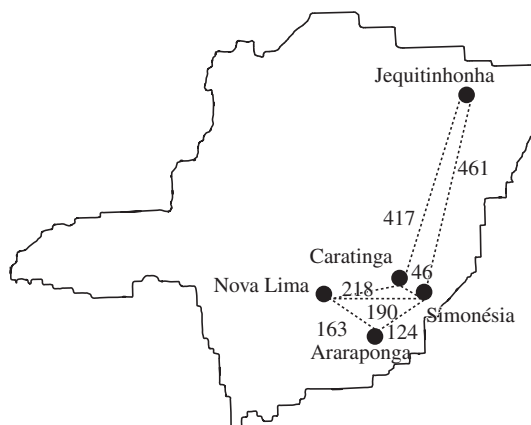 Jequitinhonha
461
417
Caratinga
46
218
Nova Lima
190
Simonésia
163
124
Araraponga